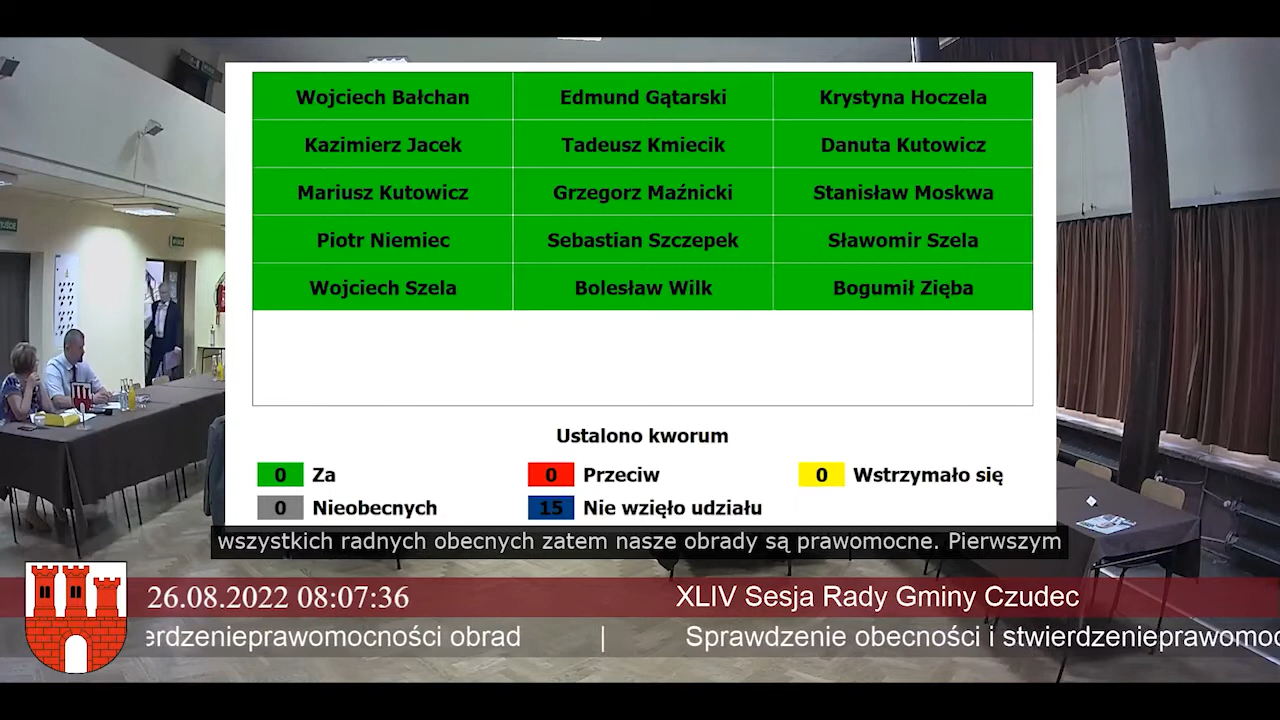 Wojciech Bałchan
Edmund Gątarski
Krystyna Hoczela
Kazimierz Jacek
Tadeusz Kmiecik
Danuta Kutowicz
Mariusz Kutowicz
Grzegorz Maźnicki
Stanisław Moskwa
Piotr Niemiec
Sebastian Szczepek
Sławomir Szela
Wojciech Szela
Bolesław Wilk
Bogumił Zięba
Ustalono kworum
0 Za
0 Przeciw
0 Wstrzymało się
0 Nieobecnych
15 Nie wzięło udziału
wszystkich radnych obecnych zatem nasze obrady są prawomocne. Pierwszym
26.08.2022 08:07:36
XLIV Sesja Rady Gminy Czudec
erdzenieprawomocności obrad | Sprawdzenie obecności i stwierdzenieprawomoc